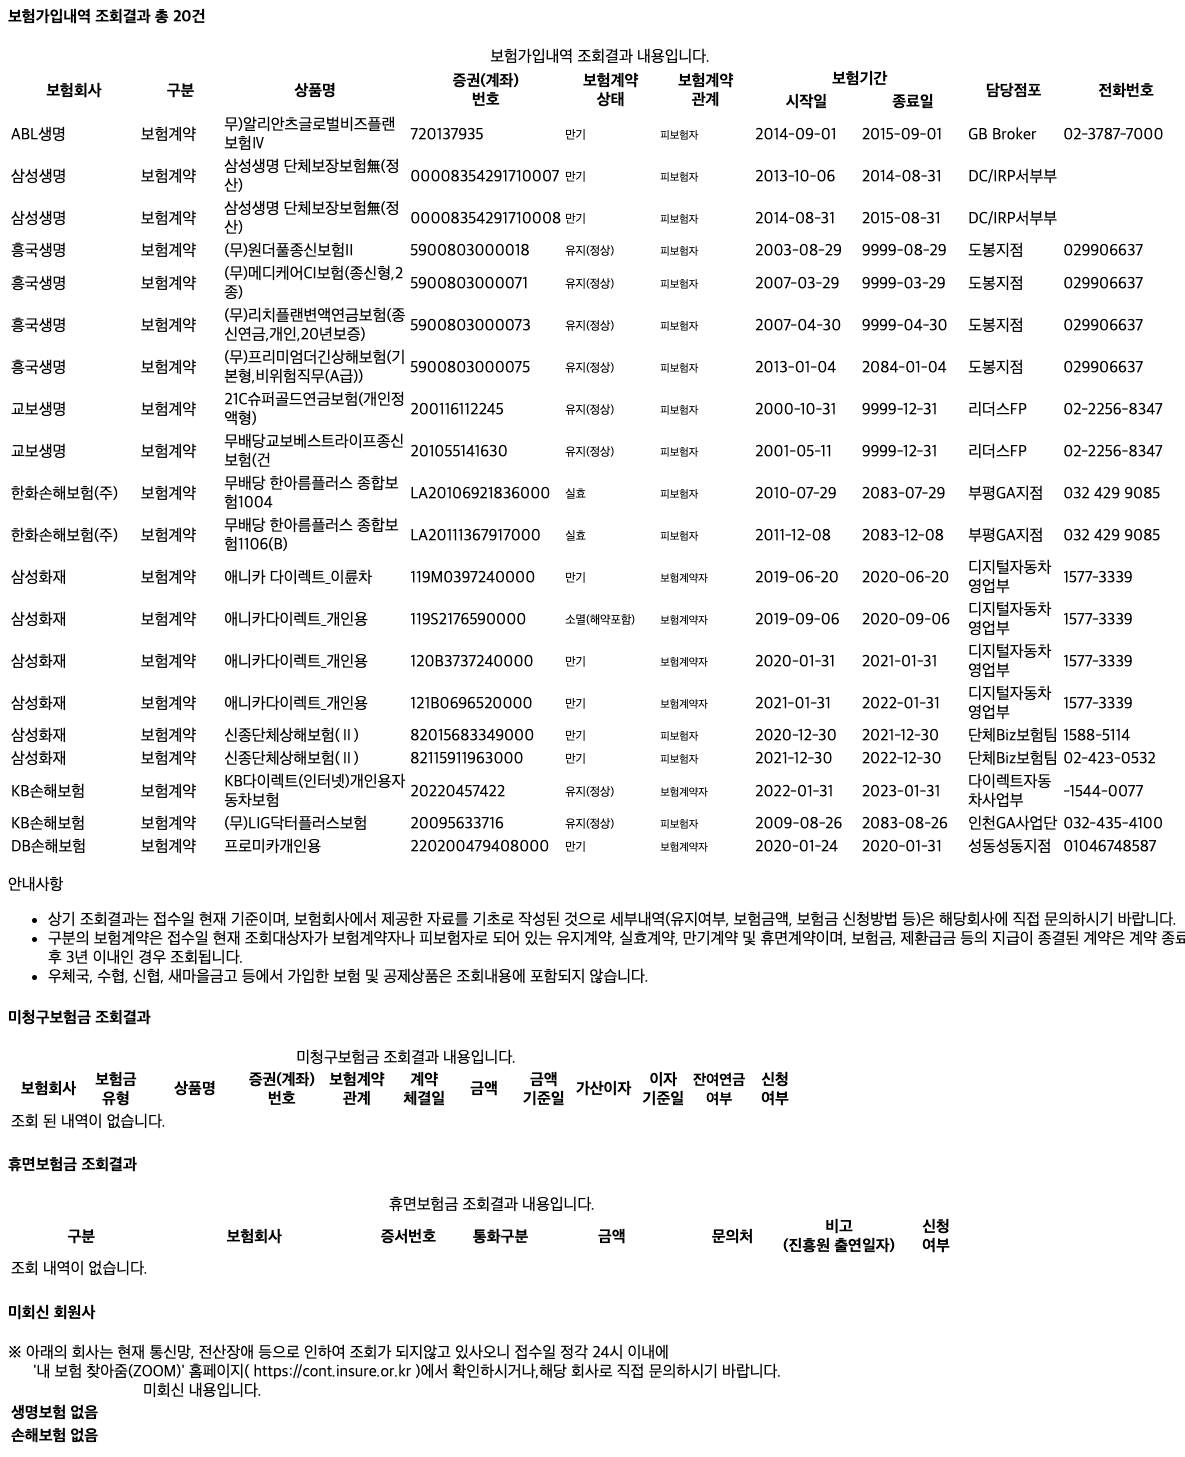 보험가입내역 조회결과 총 20건
보험가입내역 조회결과 내용입니다.
보험회사 구분 상품명 증권(계좌) 번호 보험계약 상태 보험계약 관계 보험기간 시작일 종료일 담당점포 전화번호
ABL생명 보험계약 무)알리안츠글로벌비즈플랜 보험Ⅳ 720137935 만기 피보험자 2014-09-01 2015-09-01 GB Broker 02-3787-7000
삼성생명 보험계약 삼성생명 단체보장보험無(정 산) 00008354291710007 만기 피보험자 2013-10-06 2014-08-31 DC/IRP서부부
삼성생명 보험계약 삼성생명 단체보장보험無(정 산) 00008354291710008 만기 피보험자 2014-08-31 2015-08-31 DC/IRP서부부
흥국생명 보험계약 (무)원더풀종신보험II 5900803000018 유지(정상) 피보험자 2003-08-29 9999-08-29 도봉지점 029906637
흥국생명 보험계약 (무)메디케어CI보험(종신형,2 종) 5900803000071 유지(정상) 피보험자 2007-03-29 9999-03-29 도봉지점 029906637
흥국생명 보험계약 (무)리치플랜변액연금보험(종 신연금,개인,20년보증) 5900803000073 유지(정상) 피보험자 2007-04-30 9999-04-30 도봉지점 029906637
흥국생명 보험계약 (무)프리미엄더긴상해보험(기 본형,비위험직무(A급)) 5900803000075 유지(정상) 피보험자 2013-01-04 2084-01-04 도봉지점 029906637
교보생명 보험계약 21C슈퍼골드연금보험(개인정 액형) 200116112245 유지(정상) 피보험자 2000-10-31 9999-12-31 리더스FP 02-2256-8347
교보생명 보험계약 무배당교보베스트라이프종신 보험(건 201055141630 유지(정상) 피보험자 2001-05-11 9999-12-31 리더스FP 02-2256-8347
한화손해보험(주) 보험계약 무배당 한아름플러스 종합보 험1004 LA20106921836000 실효 피보험자 2010-07-29 2083-07-29 부평GA지점 032 429 9085
한화손해보험(주) 보험계약 무배당 한아름플러스 종합보 험1106(B) LA20111367917000 실효 피보험자 2011-12-08 2083-12-08 부평GA지점 032 429 9085
삼성화재 보험계약 애니카 다이렉트_이륜차 119M0397240000 만기 보험계약자 2019-06-20 2020-06-20 디지털자동차 영업부 1577-3339
삼성화재 보험계약 애니카다이렉트_개인용 119S2176590000 소멸(해약포함) 보험계약자 2019-09-06 2020-09-06 디지털자동차 영업부 1577-3339
삼성화재 보험계약 애니카다이렉트_개인용 120B3737240000 만기 보험계약자 2020-01-31 2021-01-31 디지털자동차 영업부 1577-3339
삼성화재 보험계약 애니카다이렉트_개인용 121B0696520000 만기 보험계약자 2021-01-31 2022-01-31 디지털자동차 영업부 1577-3339
삼성화재 보험계약 신종단체상해보험(Ⅱ) 82015683349000 만기 피보험자 2020-12-30 2021-12-30 단체Biz보험팀 1588-5114
삼성화재 보험계약 신종단체상해보험(Ⅱ) 82115911963000 만기 피보험자 2021-12-30 2022-12-30 단체Biz보험팀 02-423-0532
KB손해보험 보험계약 KB다이렉트(인터넷)개인용자 동차보험 20220457422 유지(정상) 보험계약자 2022-01-31 2023-01-31 다이렉트자동 차사업부 -1544-0077
KB손해보험 보험계약 (무)LIG닥터플러스보험 20095633716 유지(정상) 피보험자 2009-08-26 2083-08-26 인천GA사업단 032-435-4100
DB손해보험 보험계약 프로미카개인용 220200479408000 만기 보험계약자 2020-01-24 2020-01-31 성동성동지점 01046748587
안내사항
• 상기 조회결과는 접수일 현재 기준이며, 보험회사에서 제공한 자료를 기초로 작성된 것으로 세부내역(유지여부, 보험금액, 보험금 신청방법 등)은 해당회사에 직접 문의하시기 바랍니다.
• 구분의 보험계약은 접수일 현재 조회대상자가 보험계약자나 피보험자로 되어 있는 유지계약, 실효계약, 만기계약 및 휴면계약이며, 보험금, 제환급금 등의 지급이 종결된 계약은 계약 종료
후 3년 이내인 경우 조회됩니다.
• 우체국, 수협, 신협, 새마을금고 등에서 가입한 보험 및 공제상품은 조회내용에 포함되지 않습니다.
미청구보험금 조회결과
미청구보험금 조회결과 내용입니다.
보험회사 보험금 유형 상품명 증권(계좌) 번호 보험계약 관계 계약 체결일 금액 금액 기준일 가산이자 이자 기준일 잔여연금 여부 신청 여부
조회 된 내역이 없습니다.
휴면보험금 조회결과
휴면보험금 조회결과 내용입니다.
구분 보험회사 증서번호 통화구분 금액 문의처 비고 (진흥원 출연일자) 신청 여부
조회 내역이 없습니다.
미회신 회원사
※ 아래의 회사는 현재 통신망, 전산장애 등으로 인하여 조회가 되지않고 있사오니 접수일 정각 24시 이내에
'내 보험 찾아줌(ZOOM)' 홈페이지( https://cont.insure.or.kr )에서 확인하시거나,해당 회사로 직접 문의하시기 바랍니다.
미회신 내용입니다.
생명보험 없음
손해보험 없음